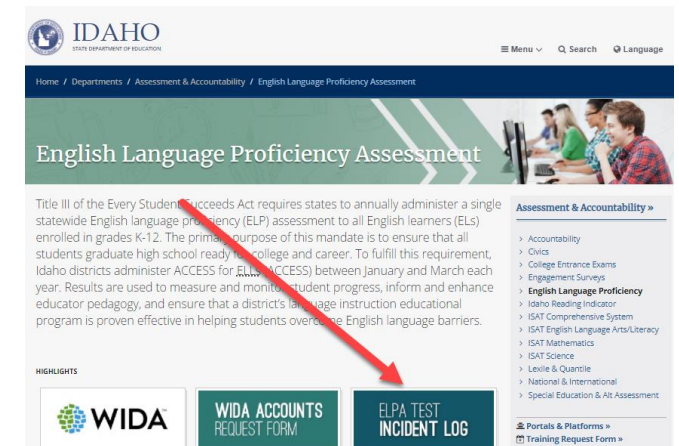 IDAHO
STATE DEPARTMENT OF EDUCATION
Menu
Search
Language
Home / Departments / Assessment & Accountability / English Language Proficiency Assessment
English Language Proficiency Assessment
Title III of the Every Student Succeeds Act requires states to annually administer a single
statewide English language proficiency (ELP) assessment to all English learners (ELs)
enrolled in grades K-12. The primary purpose of this mandate is to ensure that all
students graduate high school ready for college and career. To fulfill this requirement,
Idaho districts administer ACCESS for ELLs (ACCESS) between January and March each
year. Results are used to measure and monitor student progress, inform and enhance
educator pedagogy, and ensure that a district's language instruction educational
program is proven effective in helping students overcome English language barriers.
HIGHLIGHTS
WIDA
WIDA ACCOUNTS
REQUEST FORM
ELPA TEST
INCIDENT LOG
Assessment & Accountability »
> Accountability
> Civics
> College Entrance Exams
> Engagement Surveys
> English Language Proficiency
> Idaho Reading Indicator
> ISAT Comprehensive System
> ISAT English Language Arts/Literacy
> ISAT Mathematics
> ISAT Science
> Lexile & Quantile
> National & International
> Special Education & Alt Assessment
Portals & Platforms »
Training Request Form »